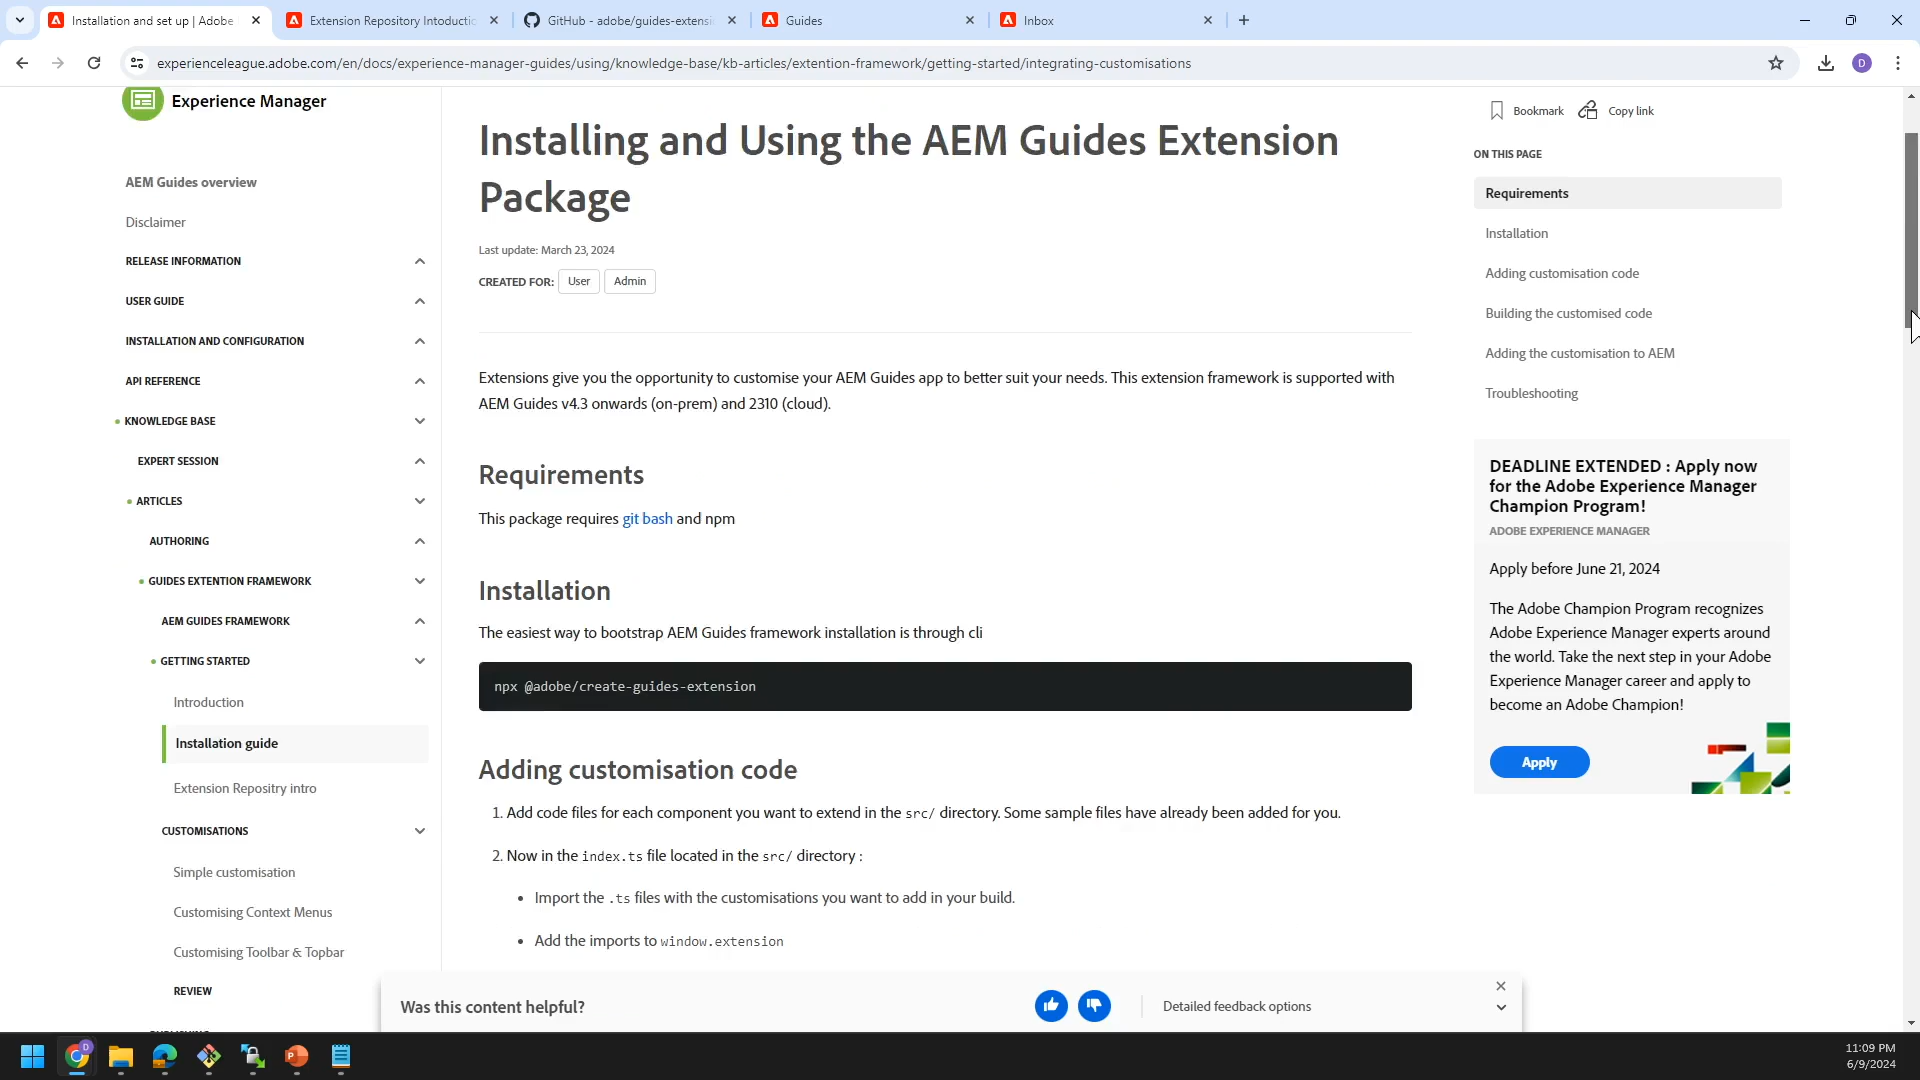 Installation and set up | Adobe
Extension Repository Intoductio
GitHub - adobe/guides-extensi
Guides
Inbox
experienceleague.adobe.com/en/docs/experience-manager-guides/using/knowledge-base/kb-articles/extention-framework/getting-started/integrating-customisations
D
Experience Manager
AEM Guides overview
Disclaimer
RELEASE INFORMATION
USER GUIDE
INSTALLATION AND CONFIGURATION
API REFERENCE
KNOWLEDGE BASE
EXPERT SESSION
ARTICLES
AUTHORING
GUIDES EXTENTION FRAMEWORK
AEM GUIDES FRAMEWORK
GETTING STARTED
Introduction
Installation guide
Extension Repositry intro
CUSTOMISATIONS
Simple customisation
Customising Context Menus
Customising Toolbar & Topbar
REVIEW
Installing and Using the AEM Guides Extension
Package
Last update: March 23, 2024
CREATED FOR: User Admin
Extensions give you the opportunity to customise your AEM Guides app to better suit your needs. This extension framework is supported with
AEM Guides v4.3 onwards (on-prem) and 2310 (cloud).
Requirements
This package requires git bash and npm
Installation
The easiest way to bootstrap AEM Guides framework installation is through cli
npx @adobe/create-guides-extension
Adding customisation code
1. Add code files for each component you want to extend in the src/ directory. Some sample files have already been added for you.
2. Now in the index.ts file located in the src/ directory :
• Import the .ts files with the customisations you want to add in your build.
• Add the imports to window.extension
Bookmark Copy link
ON THIS PAGE
Requirements
Installation
Adding customisation code
Building the customised code
Adding the customisation to AEM
Troubleshooting
DEADLINE EXTENDED : Apply now
for the Adobe Experience Manager
Champion Program!
ADOBE EXPERIENCE MANAGER
Apply before June 21, 2024
The Adobe Champion Program recognizes
Adobe Experience Manager experts around
the world. Take the next step in your Adobe
Experience Manager career and apply to
become an Adobe Champion!
Apply
Was this content helpful?
Detailed feedback options
11:09 PM
6/9/2024